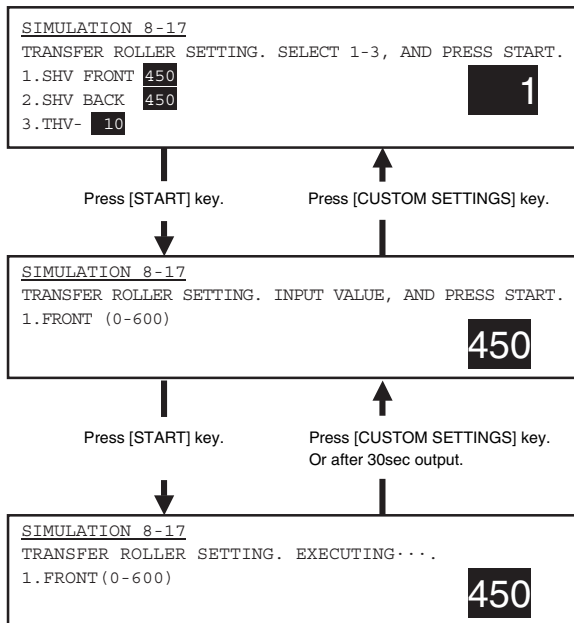 SIMULATION 8-17
TRANSFER ROLLER SETTING. SELECT 1-3, AND PRESS START.
1.SHV FRONT 450
2.SHV BACK 450
3.THV- 10
1
Press [START] key.
Press [CUSTOM SETTINGS] key.
SIMULATION 8-17
TRANSFER ROLLER SETTING. INPUT VALUE, AND PRESS START.
1.FRONT (0-600)
450
Press [START] key.
Press [CUSTOM SETTINGS] key.
Or after 30sec output.
SIMULATION 8-17
TRANSFER ROLLER SETTING. EXECUTING···.
1.FRONT(0-600)
450